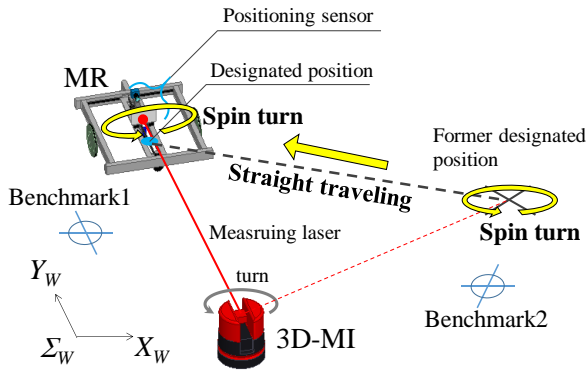 Positioning sensor
MR
Designated position
Spin turn
Former designated
position
Straight traveling
Benchmark1
Spin turn
Measruing laser
Y_W
turn
Benchmark2
Σ_W
X_W
3D-MI